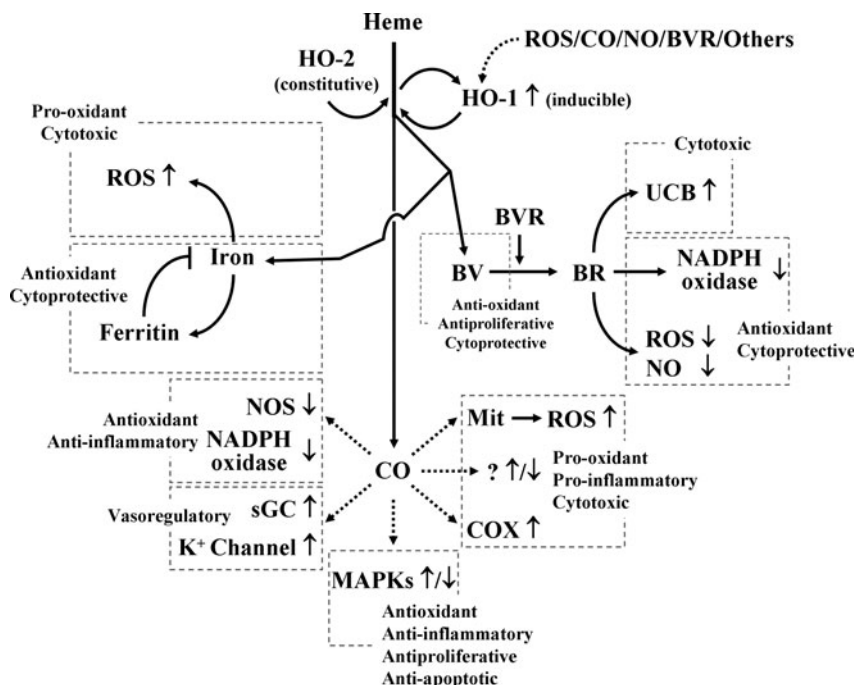 Heme
ROS/CO/NO/BVR/Others
HO-2
(constitutive)
HO-1 ↑ (inducible)
Pro-oxidant
Cytotoxic
ROS ↑
Cytotoxic
UCB ↑
BVR
Iron
Antioxidant
Cytoprotective
Ferritin
BV
BR
NADPH
oxidase ↓
Anti-oxidant
Antiproliferative
Cytoprotective
ROS ↓
NO ↓
Antioxidant
Cytoprotective
NOS ↓
Antioxidant
Anti-inflammatory
NADPH
oxidase ↓
CO
Mit → ROS ↑
? ↑/↓
Pro-oxidant
Pro-inflammatory
Cytotoxic
COX ↑
Vasoregulatory
sGC ↑
K⁺ Channel ↑
MAPKs ↑/↓
Antioxidant
Anti-inflammatory
Antiproliferative
Anti-apoptotic